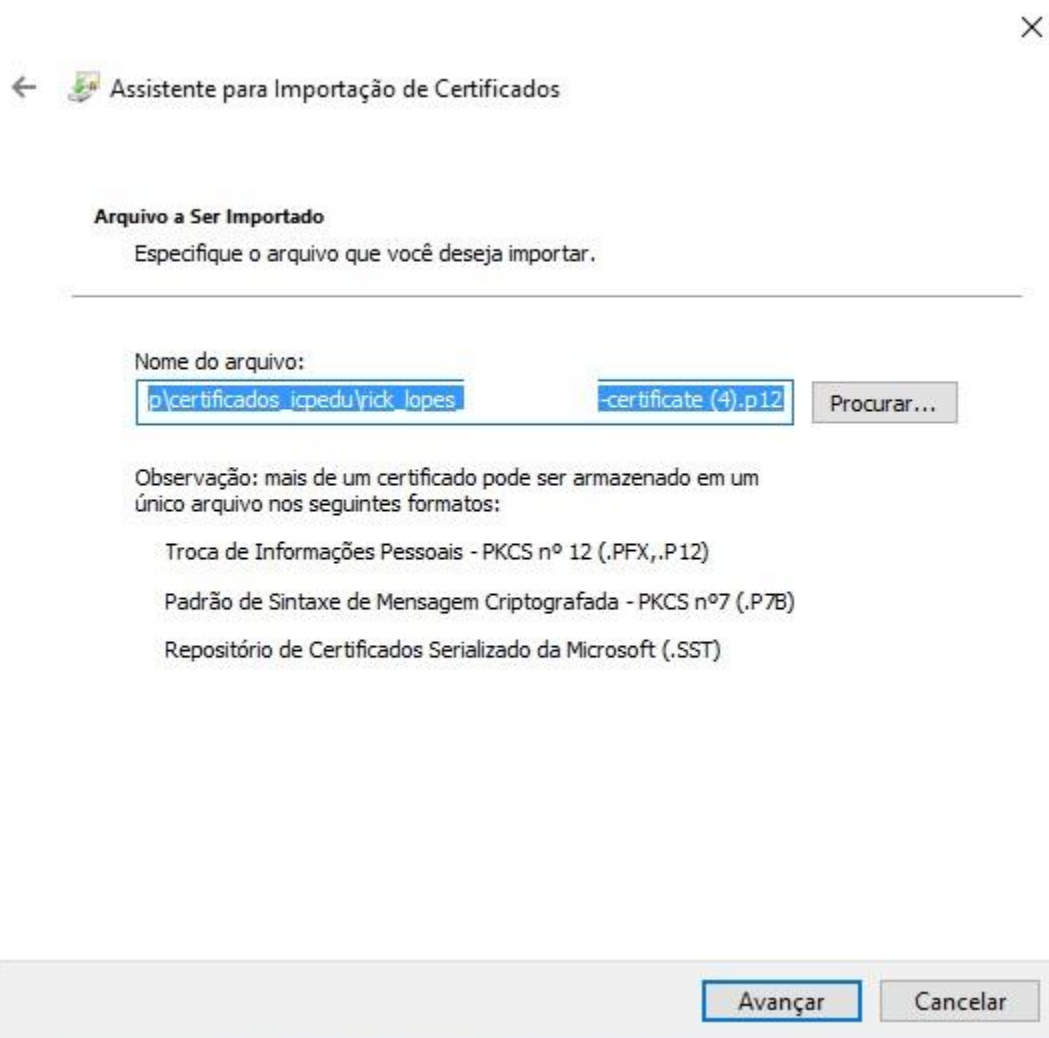 Assistente para Importação de Certificados
Arquivo a Ser Importado
Especifique o arquivo que você deseja importar.
Nome do arquivo:
p\certificados_icpedu\rick_lopes_ -certificate (4).p12
Procurar...
Observação: mais de um certificado pode ser armazenado em um
único arquivo nos seguintes formatos:
Troca de Informações Pessoais - PKCS nº 12 (.PFX,.P12)
Padrão de Sintaxe de Mensagem Criptografada - PKCS nº7 (.P7B)
Repositório de Certificados Serializado da Microsoft (.SST)
Avançar Cancelar